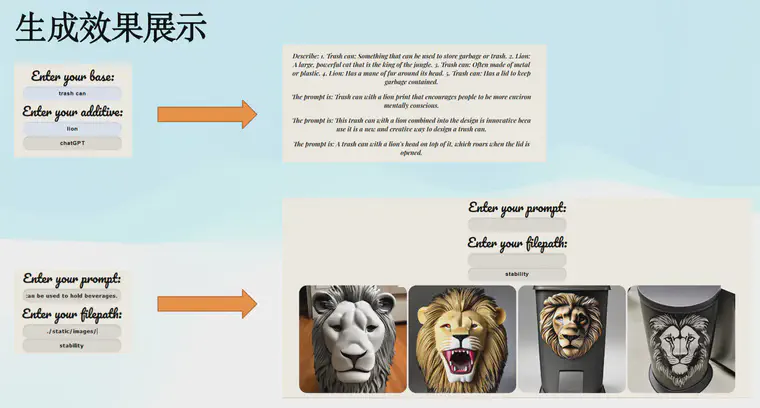 生成效果展示
Enter your base:
trash can
Enter your additive:
lion
chatGPT
Describe: 1. Trash can: Something that can be used to store garbage or trash. 2. Lion:
A large, powerful cat that is the king of the jungle. 3. Trash can: Often made of metal
or plastic. 4. Lion: Has a mane of fur around its head. 5. Trash can: Has a lid to keep
garbage contained.
The prompt is: Trash can with a lion print that encourages people to be more environ
mentally conscious.
The prompt is: This trash can with a lion combined into the design is innovative beca
use it is a new and creative way to design a trash can.
The prompt is: A trash can with a lion's head on top of it, which roars when the lid is
opened.
Enter your prompt:
can be used to hold beverages.
Enter your filepath:
./static/images/
stability
Enter your prompt:
Enter your filepath:
stability